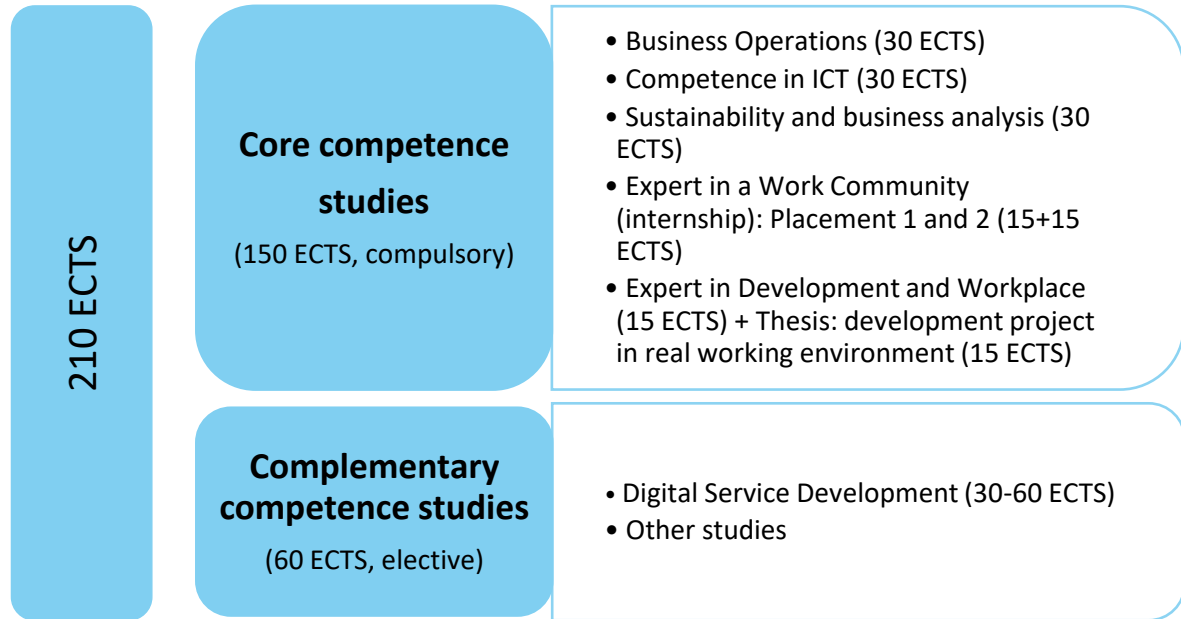 210 ECTS
Core competence
studies
(150 ECTS, compulsory)
• Business Operations (30 ECTS)
• Competence in ICT (30 ECTS)
• Sustainability and business analysis (30
ECTS)
• Expert in a Work Community
(internship): Placement 1 and 2 (15+15
ECTS)
• Expert in Development and Workplace
(15 ECTS) + Thesis: development project
in real working environment (15 ECTS)
Complementary
competence studies
(60 ECTS, elective)
• Digital Service Development (30-60 ECTS)
• Other studies